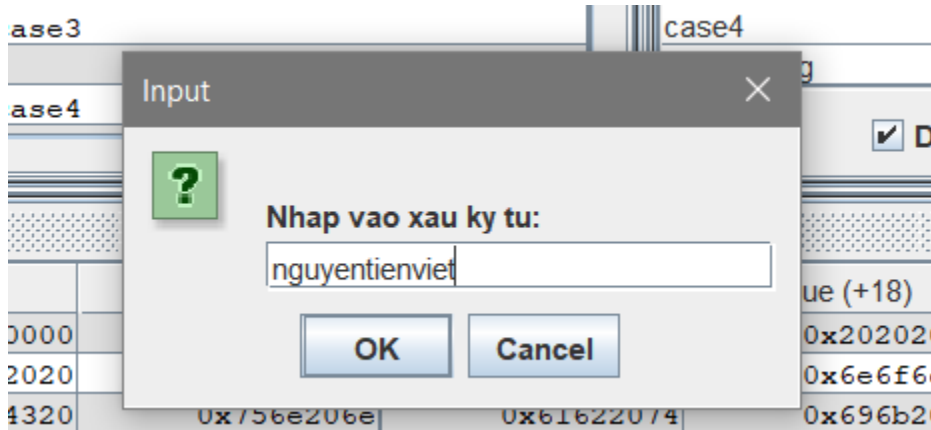 ase3
case4
g
Input
ase4
D
Nhap vao xau ky tu:
nguyentienviet
ue (+18)
OK
Cancel
0000
0x20202
2020
0x6e6f6
4320
0x756e206e
0x61622074
0x696b2